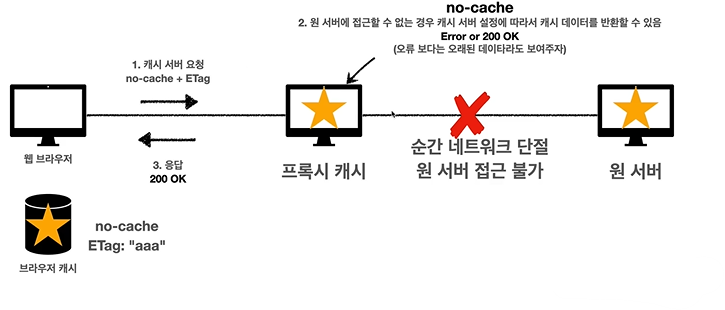 no-cache
2. 원 서버에 접근할 수 없는 경우 캐시 서버 설정에 따라서 캐시 데이터를 반환할 수 있음
Error or 200 OK
(오류 보다는 오래된 데이타라도 보여주자)
1. 캐시 서버 요청
no-cache + ETag
웹 브라우저
3. 응답
200 OK
프록시 캐시
순간 네트워크 단절
원 서버 접근 불가
원 서버
no-cache
ETag: "aaa"
브라우저 캐시